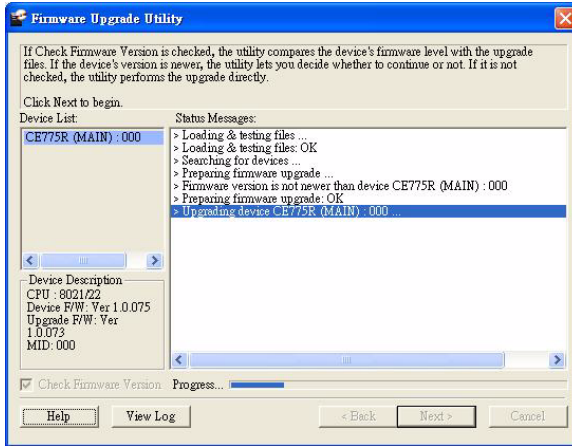 Firmware Upgrade Utility
If Check Firmware Version is checked, the utility compares the device's firmware level with the upgrade
files. If the device's version is newer, the utility lets you decide whether to continue or not. If it is not
checked, the utility performs the upgrade directly.
Click Next to begin.
Device List:
CE775R (MAIN) : 000
Status Messages:
> Loading & testing files ...
> Loading & testing files: OK
> Searching for devices ...
> Preparing firmware upgrade ...
> Firmware version is not newer than device CE775R (MAIN) : 000
> Preparing firmware upgrade: OK
> Upgrading device CE775R (MAIN) : 000 ...
Device Description
CPU : 8021/22
Device F/W: Ver 1.0.075
Upgrade F/W: Ver
1.0.073
MID: 000
Check Firmware Version
Progress...
Help
View Log
< Back
Next >
Cancel